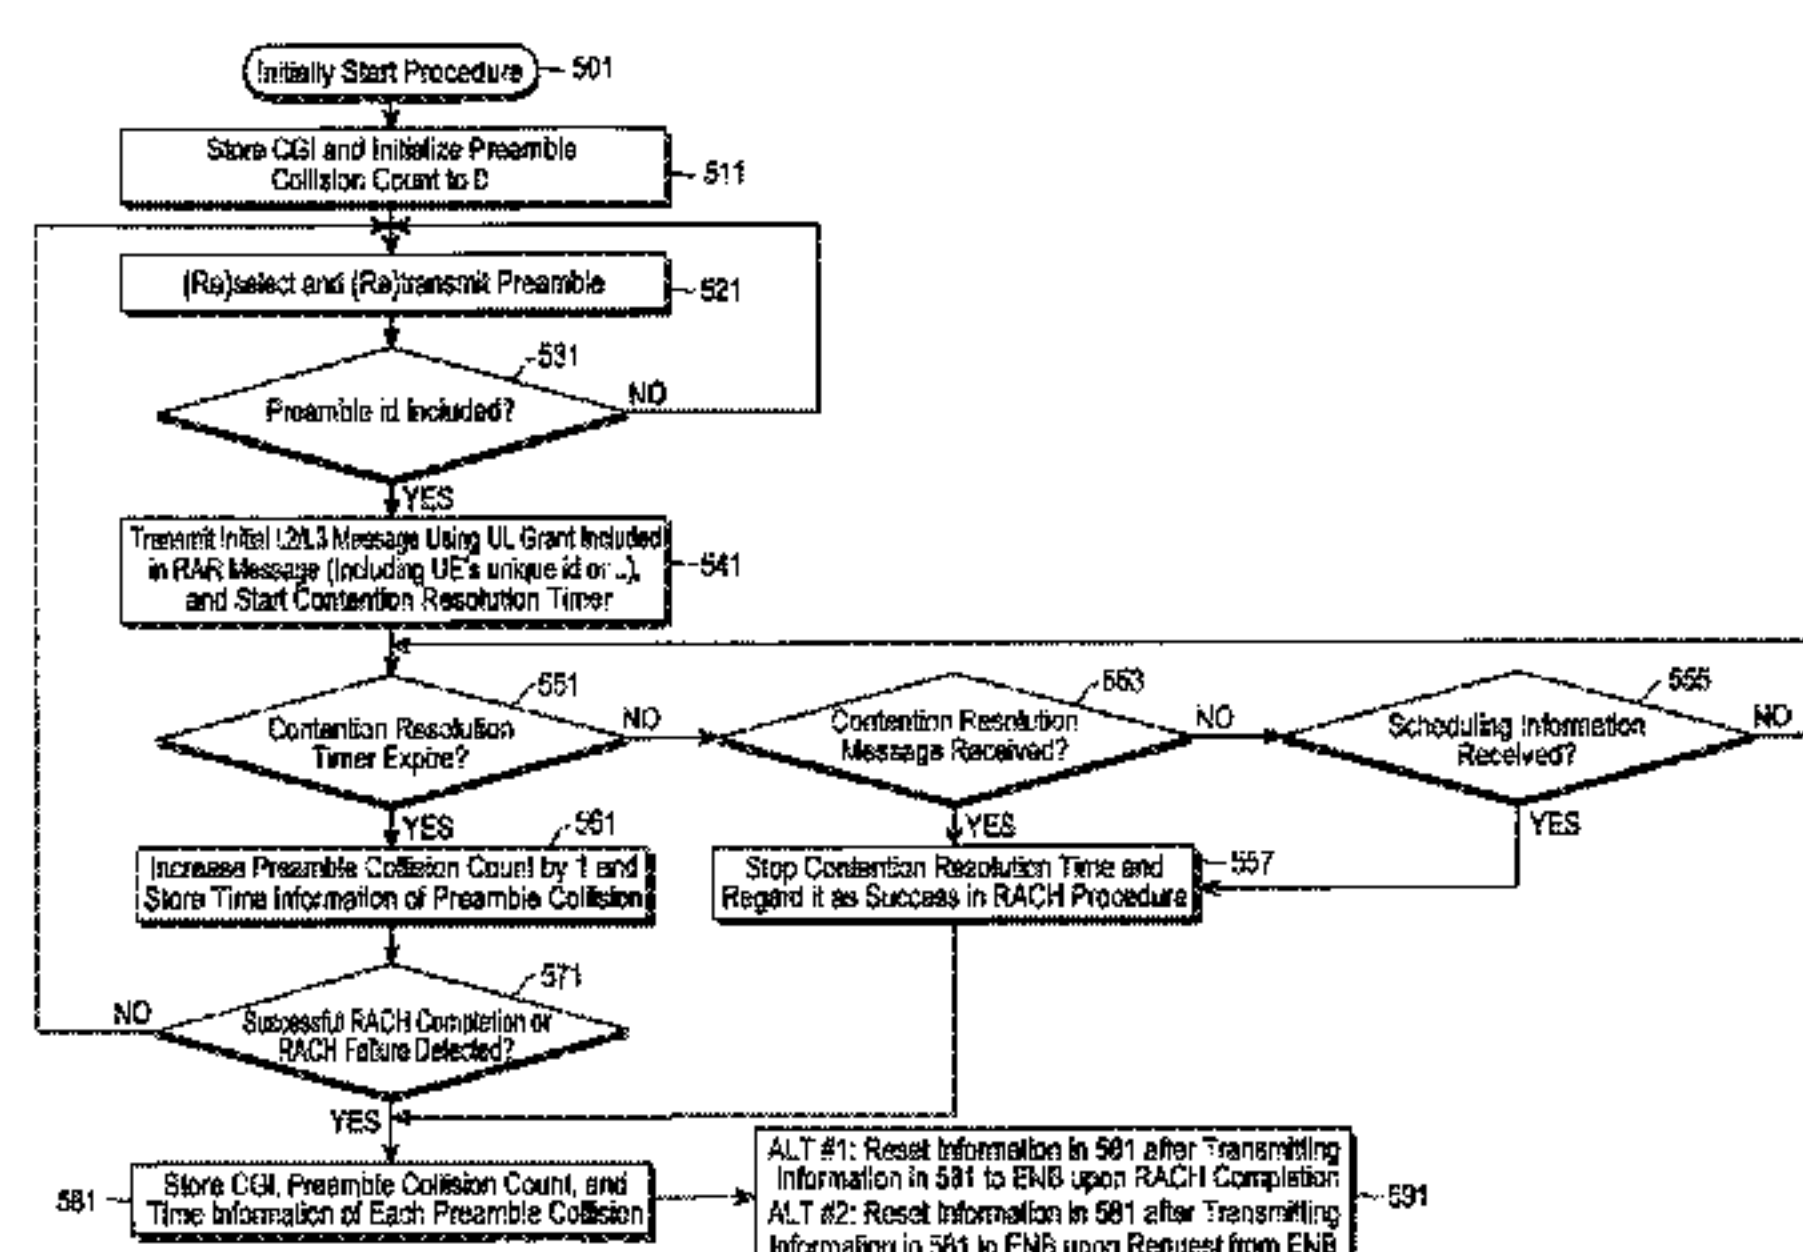 Initially Start Procedure
501
Store CGI and Initialize Preamble
Collision Count to 0
511
(Re)select and (Re)transmit Preamble
521
531
Preamble id Included?
NO
YES
Transmit Initial L2/L3 Message Using UL Grant Included
in RAR Message (Including UE's unique id or ..),
and Start Contention Resolution Timer
541
551
Contention Resolution
Timer Expire?
NO
553
Contention Resolution
Message Received?
NO
555
Scheduling Information
Received?
NO
YES
YES
YES
561
Increase Preamble Collision Count by 1 and
Store Time Information of Preamble Collision
Stop Contention Resolution Time and
Regard it as Success in RACH Procedure
557
571
NO
Successful RACH Completion or
RACH Failure Detected?
YES
581
Store CGI, Preamble Collision Count, and
Time Information of Each Preamble Collision
ALT #1: Reset Information in 581 after Transmitting
Information in 581 to ENB upon RACH Completion
ALT #2: Reset Information in 581 after Transmitting
Information in 581 to ENB upon Request from ENB
591